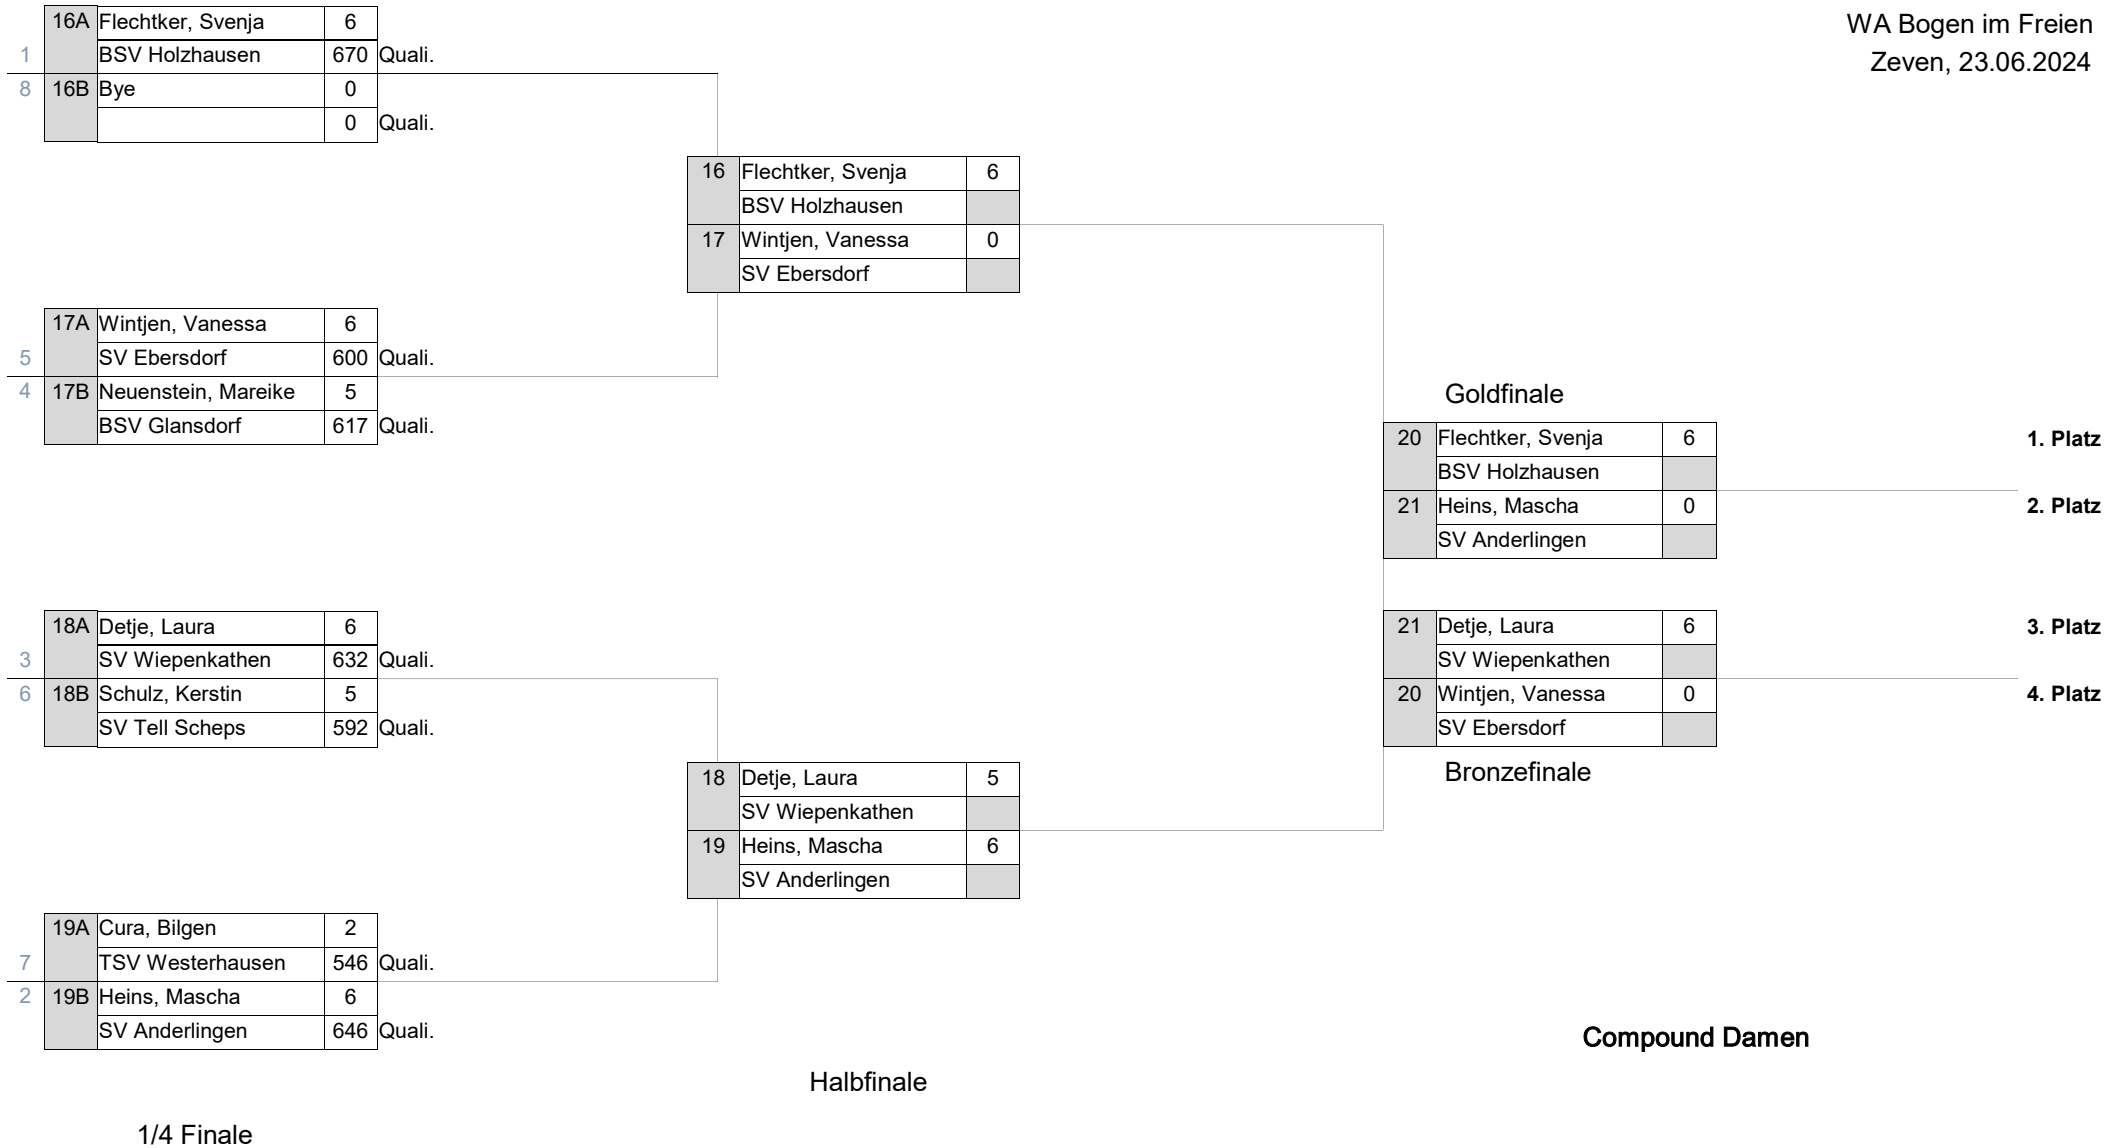 WA Bogen im Freien
Zeven, 23.06.2024
16A Flechtker, Svenja 6
1 BSV Holzhausen 670 Quali.
8 16B Bye 0
0 Quali.
16 Flechtker, Svenja 6
BSV Holzhausen
17 Wintjen, Vanessa 0
SV Ebersdorf
17A Wintjen, Vanessa 6
5 SV Ebersdorf 600 Quali.
4 17B Neuenstein, Mareike 5
BSV Glansdorf 617 Quali.
Goldfinale
20 Flechtker, Svenja 6 1. Platz
BSV Holzhausen
21 Heins, Mascha 0 2. Platz
SV Anderlingen
18A Detje, Laura 6
3 SV Wiepenkathen 632 Quali.
6 18B Schulz, Kerstin 5
SV Tell Scheps 592 Quali.
21 Detje, Laura 6 3. Platz
SV Wiepenkathen
20 Wintjen, Vanessa 0 4. Platz
SV Ebersdorf
Bronzefinale
18 Detje, Laura 5
SV Wiepenkathen
19 Heins, Mascha 6
SV Anderlingen
19A Cura, Bilgen 2
7 TSV Westerhausen 546 Quali.
2 19B Heins, Mascha 6
SV Anderlingen 646 Quali.
Compound Damen
Halbfinale
1/4 Finale